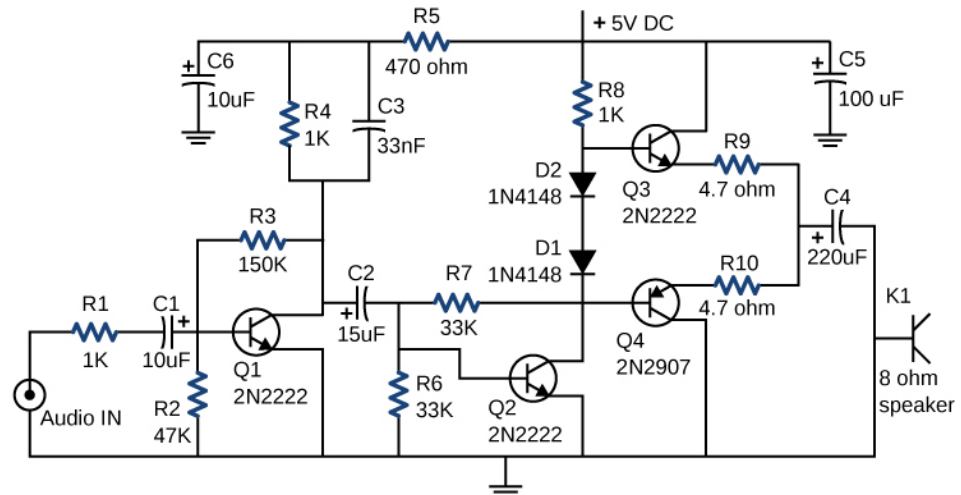 R5
+ 5V DC
470 ohm
+ C6
10uF
R4
1K
C3
33nF
R8
1K
+ C5
100 uF
D2
1N4148
Q3
2N2222
R9
4.7 ohm
C4
+
220uF
R3
150K
D1
1N4148
R10
4.7 ohm
C2
+
15uF
R7
33K
Q4
2N2907
K1
8 ohm
speaker
R1
1K
C1
+
10uF
Q1
2N2222
Audio IN
R2
47K
R6
33K
Q2
2N2222